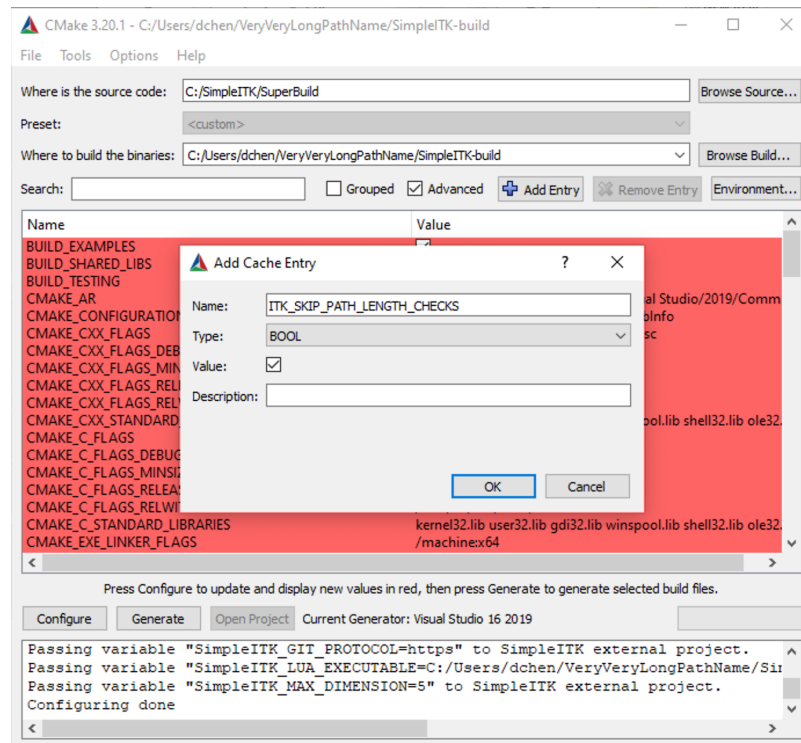 CMake 3.20.1 - C:/Users/dchen/VeryVeryLongPathName/SimpleITK-build
File Tools Options Help
Where is the source code: C:/SimpleITK/SuperBuild Browse Source...
Preset: <custom>
Where to build the binaries: C:/Users/dchen/VeryVeryLongPathName/SimpleITK-build Browse Build...
Search: Grouped Advanced Add Entry Remove Entry Environment...
Name Value
BUILD_EXAMPLES
BUILD_SHARED_LIBS
BUILD_TESTING
CMAKE_AR al Studio/2019/Comm
CMAKE_CONFIGURATION bInfo
CMAKE_CXX_FLAGS sc
CMAKE_CXX_FLAGS_DEB
CMAKE_CXX_FLAGS_MIN
CMAKE_CXX_FLAGS_REL
CMAKE_CXX_FLAGS_REL
CMAKE_CXX_STANDARD_ ool.lib shell32.lib ole32.
CMAKE_C_FLAGS
CMAKE_C_FLAGS_DEBUG
CMAKE_C_FLAGS_MINSIZ
CMAKE_C_FLAGS_RELEAS
CMAKE_C_FLAGS_RELWIT
CMAKE_C_STANDARD_LIBRARIES kernel32.lib user32.lib gdi32.lib winspool.lib shell32.lib ole32.
CMAKE_EXE_LINKER_FLAGS /machine:x64
Add Cache Entry ?
Name: ITK_SKIP_PATH_LENGTH_CHECKS
Type: BOOL
Value:
Description:
OK Cancel
Press Configure to update and display new values in red, then press Generate to generate selected build files.
Configure Generate Open Project Current Generator: Visual Studio 16 2019
Passing variable "SimpleITK_GIT_PROTOCOL=https" to SimpleITK external project.
Passing variable "SimpleITK_LUA_EXECUTABLE=C:/Users/dchen/VeryVeryLongPathName/Sim
Passing variable "SimpleITK_MAX_DIMENSION=5" to SimpleITK external project.
Configuring done